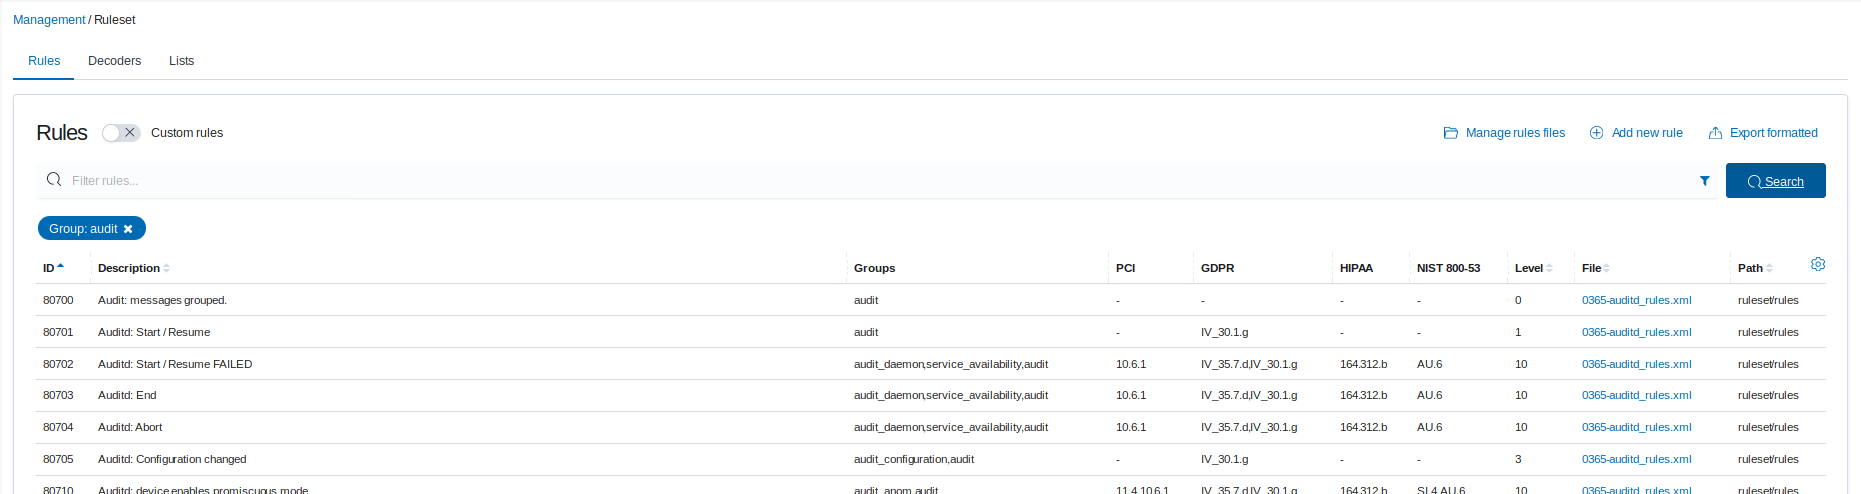 Management / Ruleset
Rules Decoders Lists
Rules Custom rules Manage rules files Add new rule Export formatted
Filter rules... Search
Group: audit
ID Description Groups PCI GDPR HIPAA NIST 800-53 Level File Path
80700 Audit: messages grouped. audit - - - - 0 0365-auditd_rules.xml ruleset/rules
80701 Auditd: Start / Resume audit - IV_30.1.g - - 1 0365-auditd_rules.xml ruleset/rules
80702 Auditd: Start / Resume FAILED audit_daemon,service_availability,audit 10.6.1 IV_35.7.d,IV_30.1.g 164.312.b AU.6 10 0365-auditd_rules.xml ruleset/rules
80703 Auditd: End audit_daemon,service_availability,audit 10.6.1 IV_35.7.d,IV_30.1.g 164.312.b AU.6 10 0365-auditd_rules.xml ruleset/rules
80704 Auditd: Abort audit_daemon,service_availability,audit 10.6.1 IV_35.7.d,IV_30.1.g 164.312.b AU.6 10 0365-auditd_rules.xml ruleset/rules
80705 Auditd: Configuration changed audit_configuration,audit - IV_30.1.g - - 3 0365-auditd_rules.xml ruleset/rules
80710 Auditd: device enables promiscuous mode audit_anom,audit 11.4,10.6.1 IV_35.7.d,IV_30.1.g 164.312.b SI.4,AU.6 10 0365-auditd_rules.xml ruleset/rules